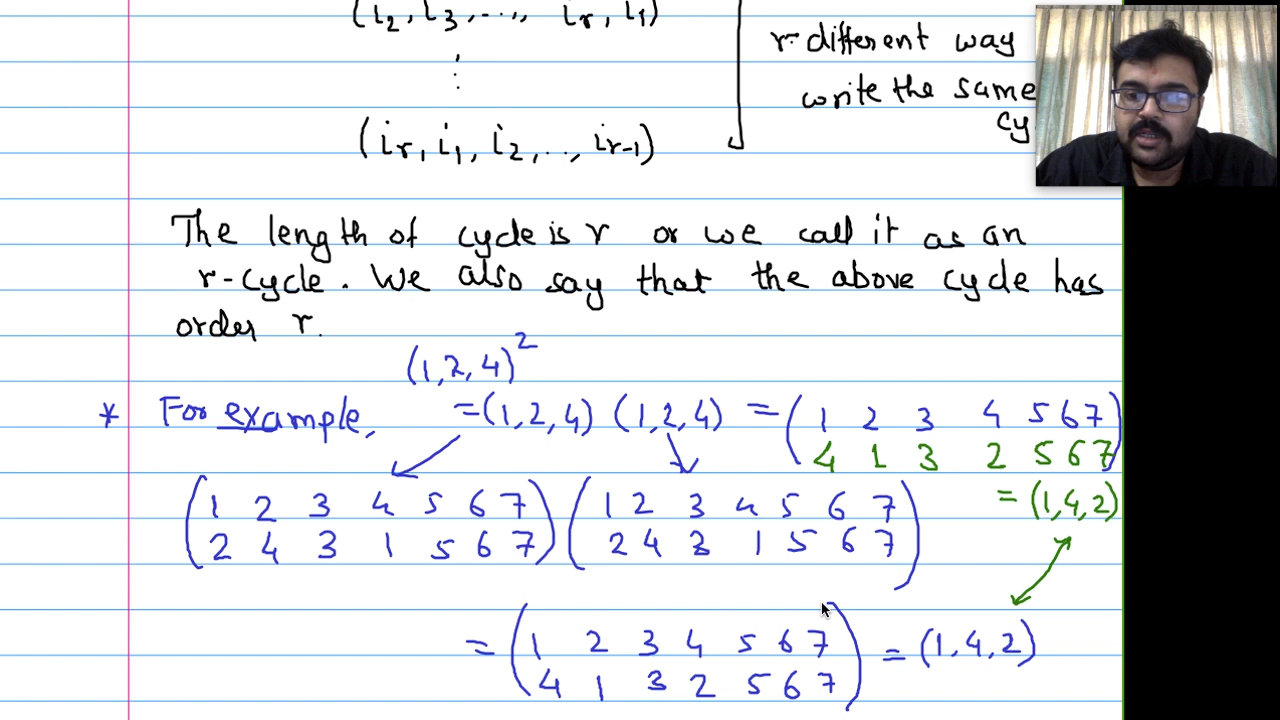 (i2, i3, ..., ir, i1)
⋮
(ir, i1, i2, .., ir-1)
r-different way
write the same
cy
The length of cycle is r or we call it as an
r-cycle. We also say that the above cycle has
order r.
(1,2,4)^2
* For example, =(1,2,4) (1,2,4) = (1 2 3 4 5 6 7)
(4 1 3 2 5 6 7)
= (1,4,2)
(1 2 3 4 5 6 7) (1 2 3 4 5 6 7)
(2 4 3 1 5 6 7) (2 4 3 1 5 6 7)
= (1 2 3 4 5 6 7) = (1,4,2)
(4 1 3 2 5 6 7)